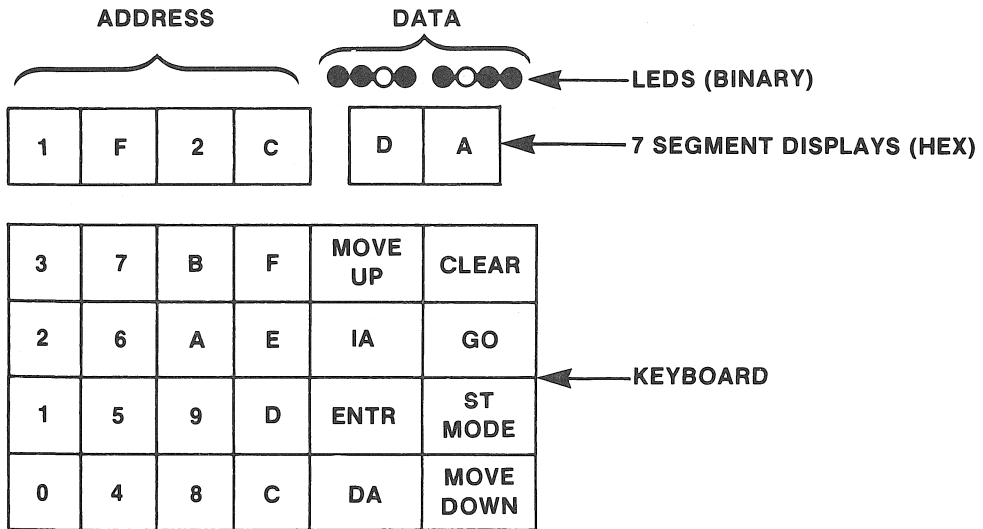 ADDRESS DATA
LEDS (BINARY)
1 F 2 C D A 7 SEGMENT DISPLAYS (HEX)
3 7 B F MOVE UP CLEAR
2 6 A E IA GO
KEYBOARD
1 5 9 D ENTR ST MODE
0 4 8 C DA MOVE DOWN